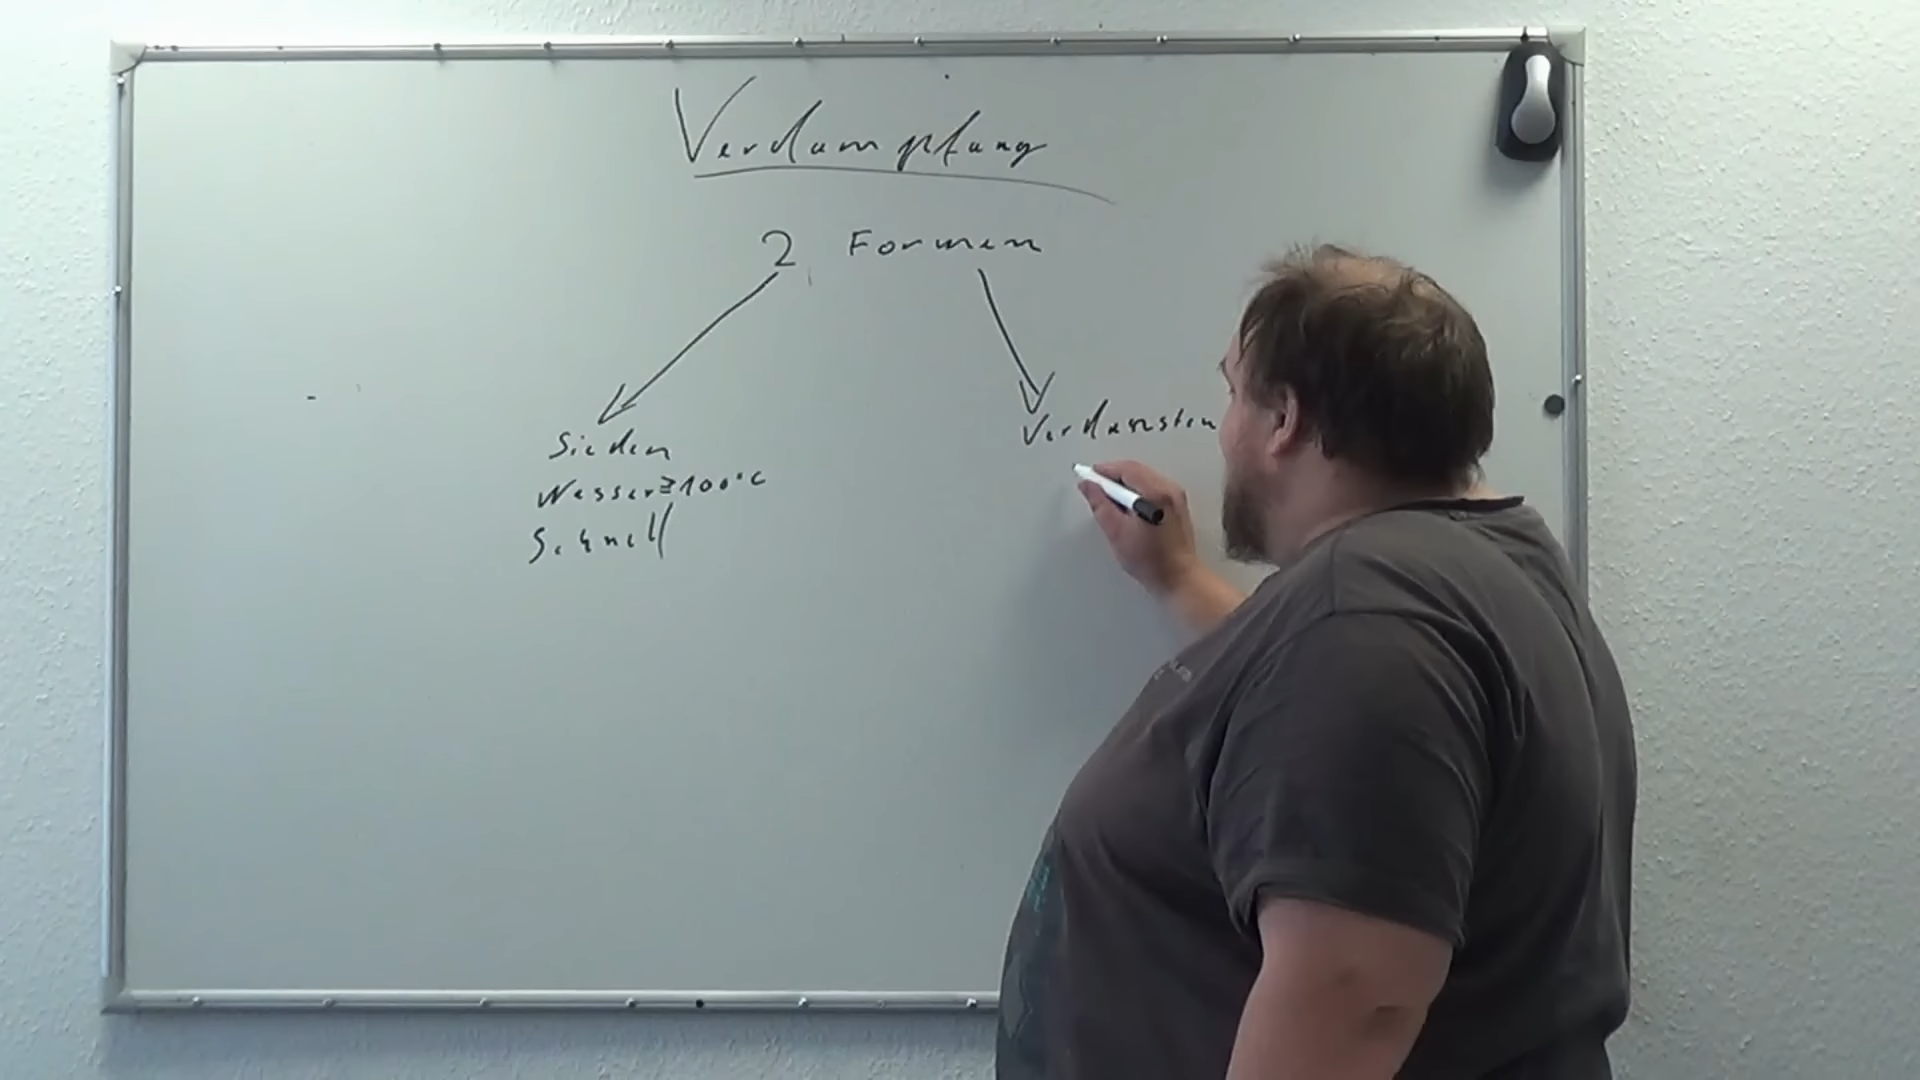 Verdampfung
2 Formen
Sieden
Verdunsten
Wasser ≥ 100°C
Schnell